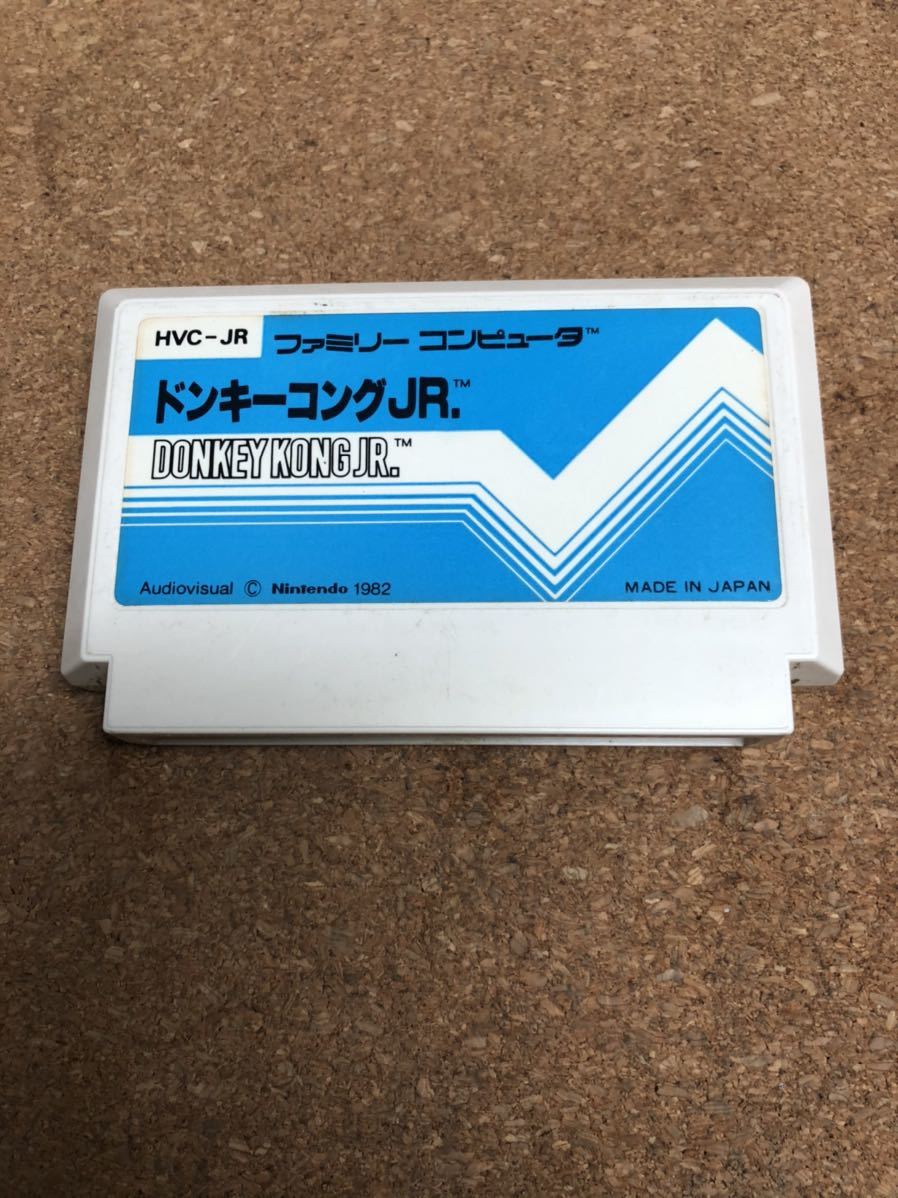 HVC-JR ファミリー コンピュータ™
ドンキーコングJR.™
DONKEY KONG JR.™
Audiovisual © Nintendo 1982 MADE IN JAPAN